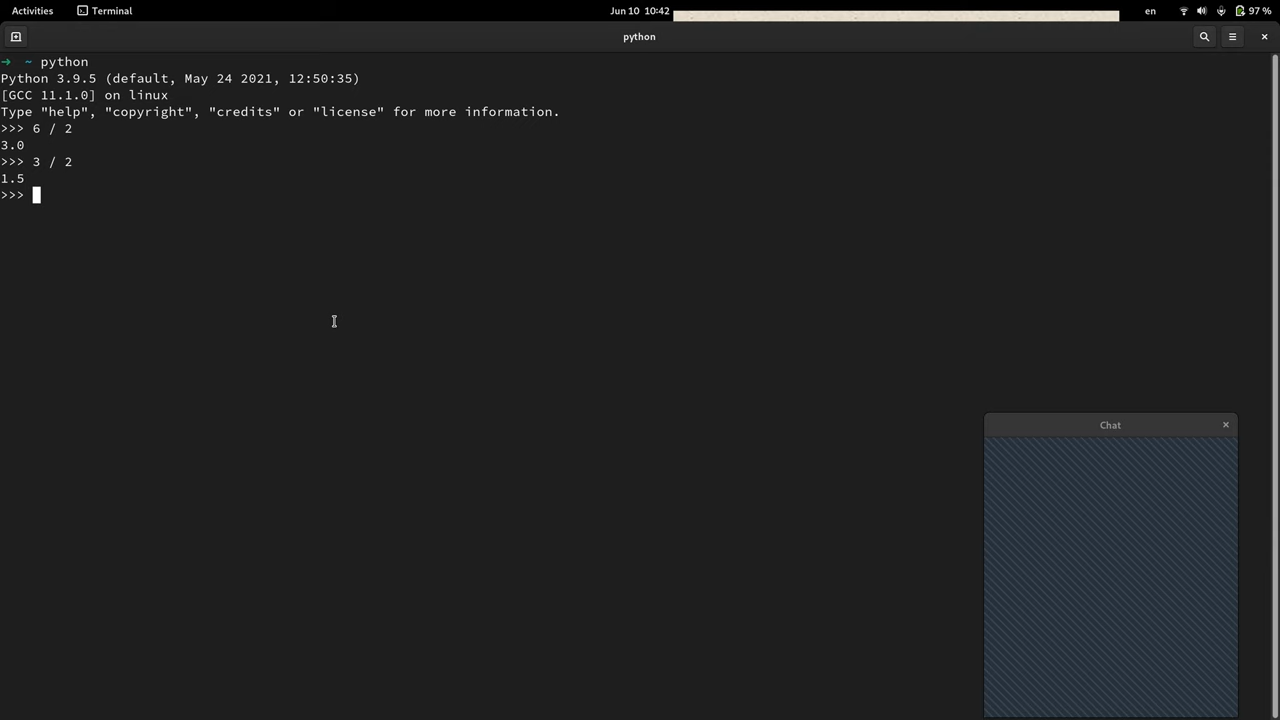 Activities Terminal Jun 10 10:42 en 97 %
python
→ ~ python
Python 3.9.5 (default, May 24 2021, 12:50:35)
[GCC 11.1.0] on linux
Type "help", "copyright", "credits" or "license" for more information.
>>> 6 / 2
3.0
>>> 3 / 2
1.5
>>>
Chat